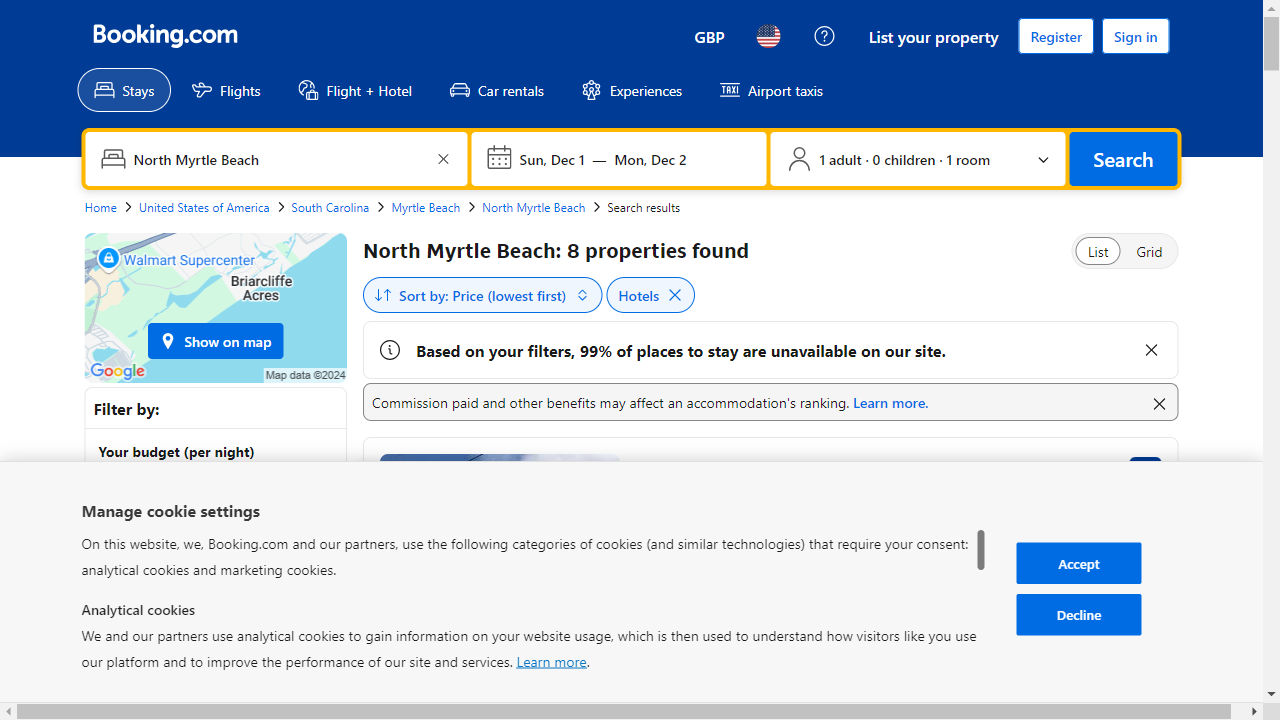 Booking.com
GBP
List your property
Register
Sign in
Stays
Flights
Flight + Hotel
Car rentals
Experiences
Airport taxis
North Myrtle Beach
Sun, Dec 1 — Mon, Dec 2
1 adult · 0 children · 1 room
Search
Home
United States of America
South Carolina
Myrtle Beach
North Myrtle Beach
Search results
Walmart Supercenter
Briarcliffe
Acres
Show on map
Google
Map data ©2024
North Myrtle Beach: 8 properties found
List
Grid
Sort by: Price (lowest first)
Hotels
Based on your filters, 99% of places to stay are unavailable on our site.
Commission paid and other benefits may affect an accommodation's ranking. Learn more.
Filter by:
Your budget (per night)
Manage cookie settings
On this website, we, Booking.com and our partners, use the following categories of cookies (and similar technologies) that require your consent:
analytical cookies and marketing cookies.
Analytical cookies
We and our partners use analytical cookies to gain information on your website usage, which is then used to understand how visitors like you use
our platform and to improve the performance of our site and services. Learn more.
Accept
Decline